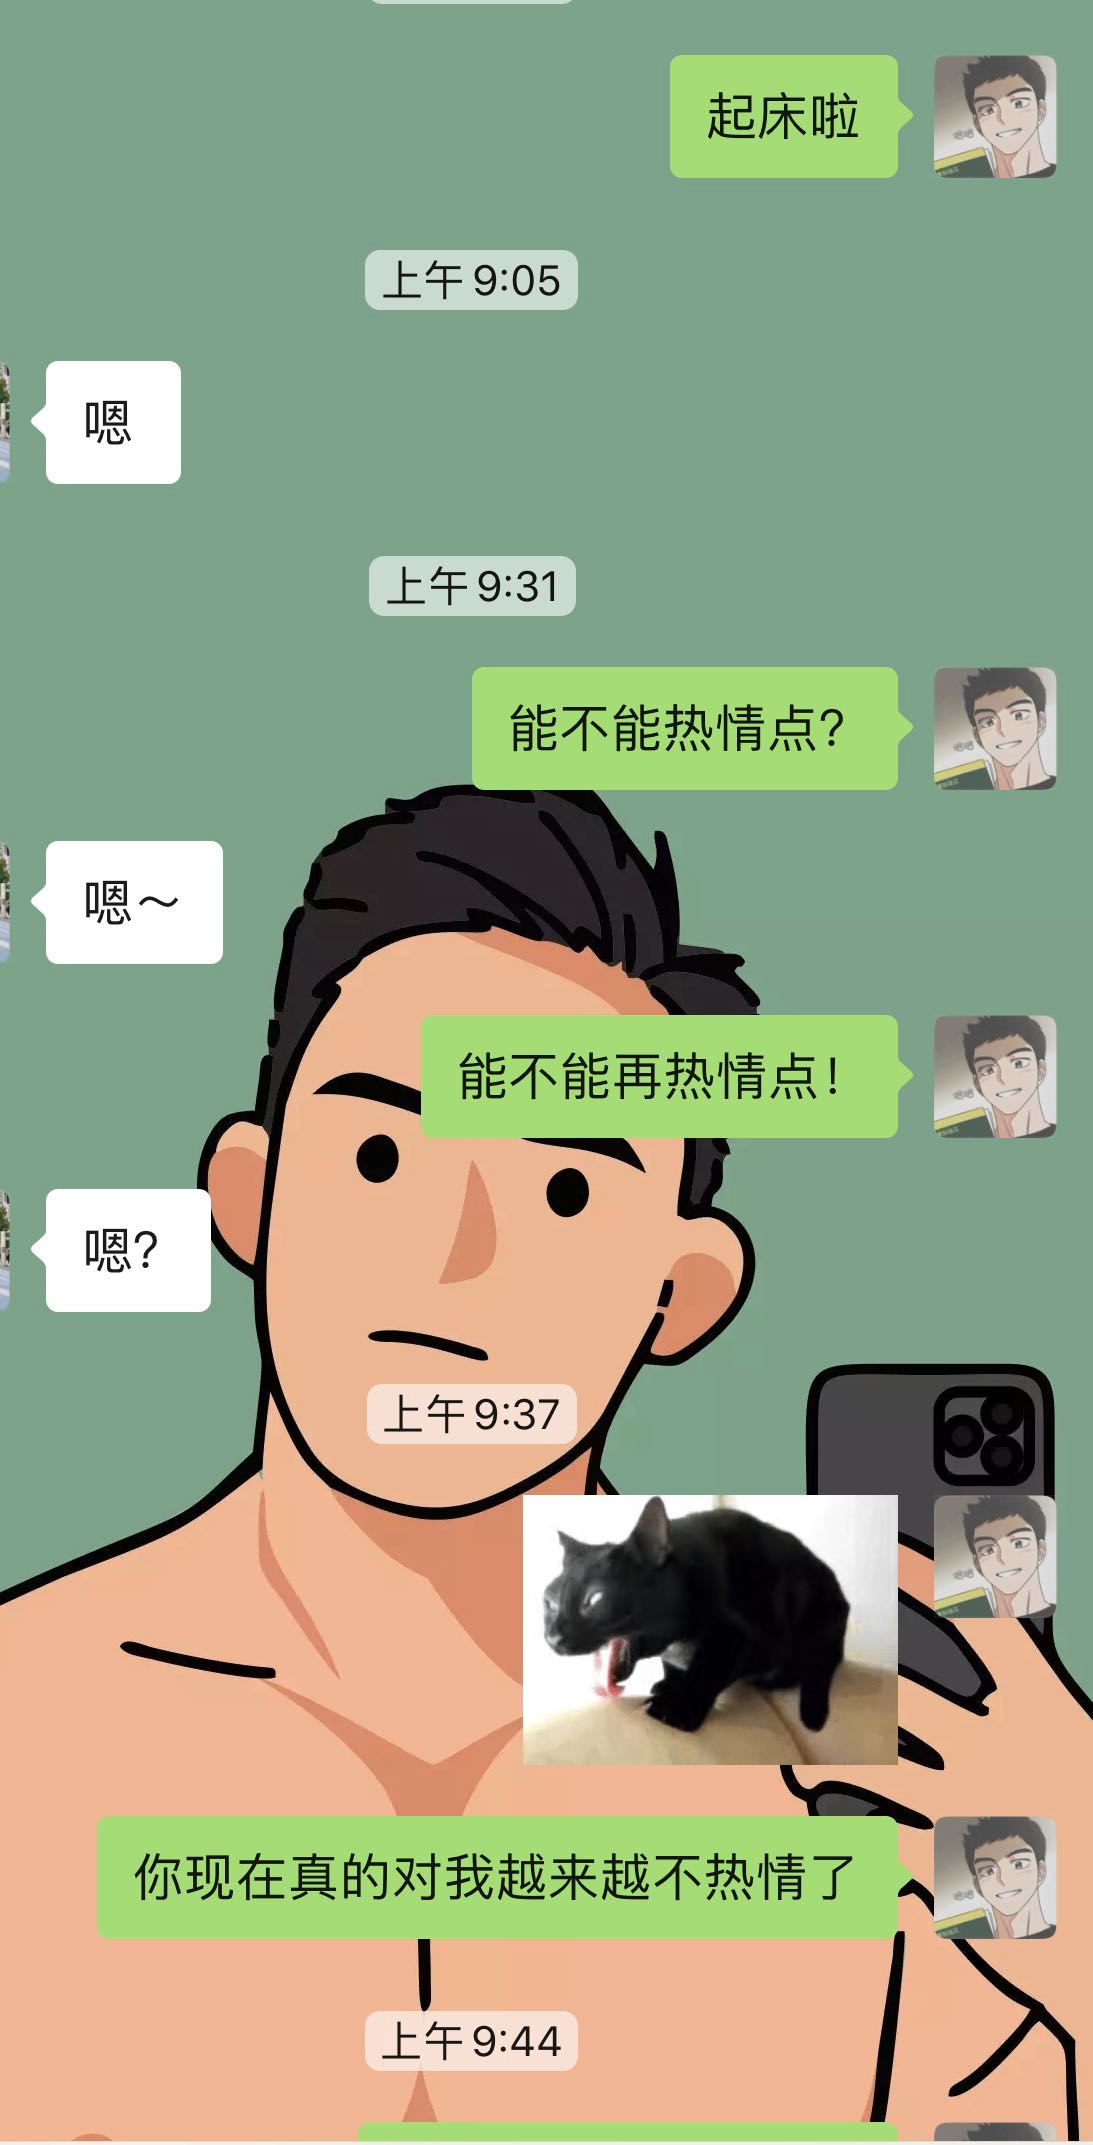 起床啦
上午 9:05
嗯
上午 9:31
能不能热情点?
嗯～
能不能再热情点！
嗯?
上午 9:37
你现在真的对我越来越不热情了
上午 9:44